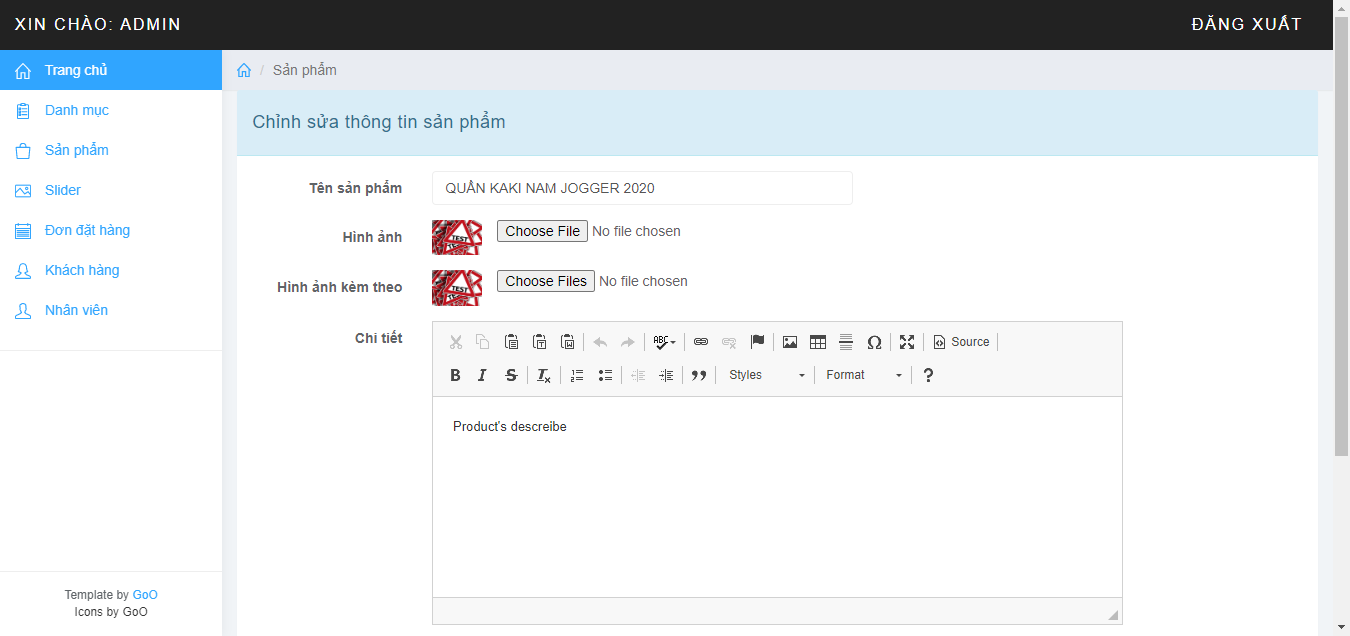 XIN CHÀO: ADMIN
ĐĂNG XUẤT
Trang chủ
Danh mục
Sản phẩm
Slider
Đơn đặt hàng
Khách hàng
Nhân viên
Template by GoO
Icons by GoO
/ Sản phẩm
Chỉnh sửa thông tin sản phẩm
Tên sản phẩm
QUẦN KAKI NAM JOGGER 2020
Hình ảnh
TEST
Choose File No file chosen
Hình ảnh kèm theo
TEST
Choose Files No file chosen
Chi tiết
ABC
Ω
Source
B I S Tx
Styles
Format
?
Product's descreibe